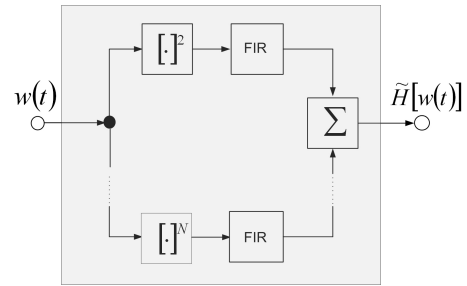 [·]²
FIR
w(t)
Σ
H̃[w(t)]
[·]ᴺ
FIR